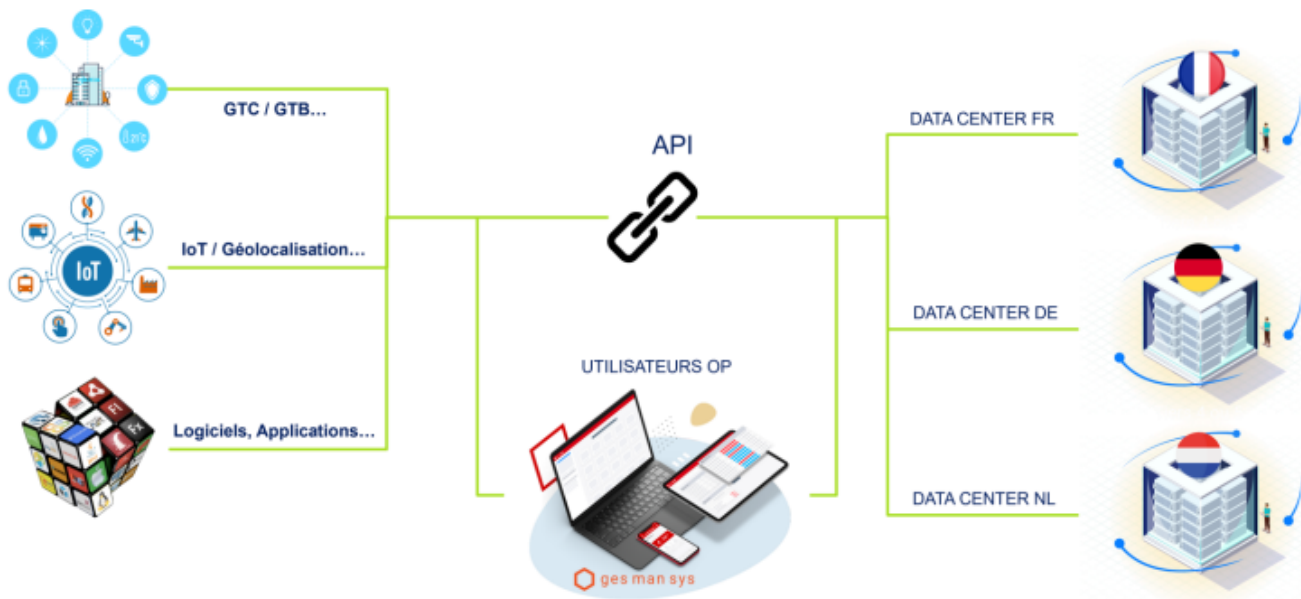 GTC / GTB...
API
DATA CENTER FR
IoT / Géolocalisation...
IoT
DATA CENTER DE
UTILISATEURS OP
Logiciels, Applications...
DATA CENTER NL
ges man sys